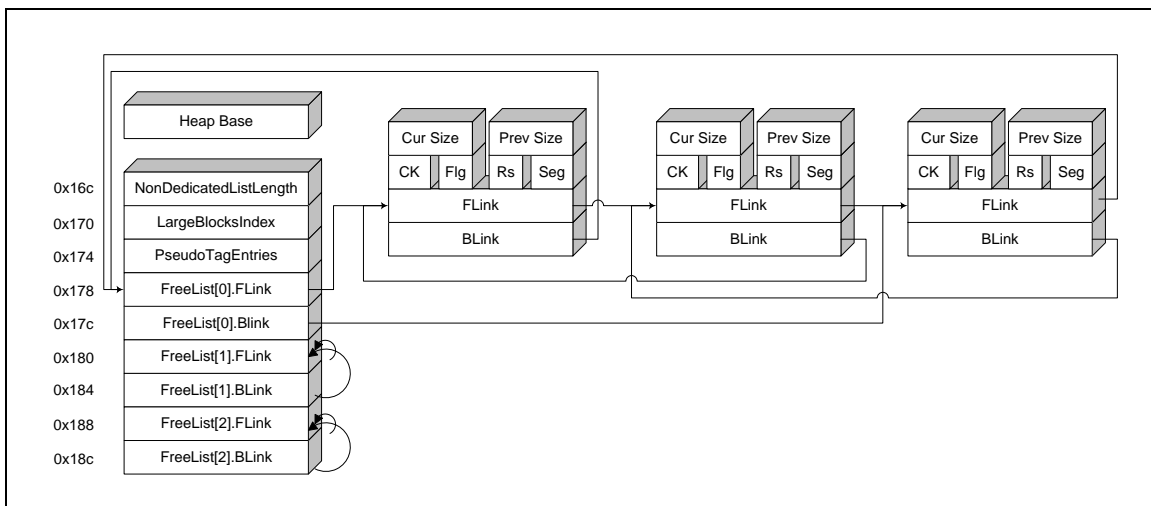 Heap Base
0x16c NonDedicatedListLength
0x170 LargeBlocksIndex
0x174 PseudoTagEntries
0x178 FreeList[0].FLink
0x17c FreeList[0].Blink
0x180 FreeList[1].FLink
0x184 FreeList[1].BLink
0x188 FreeList[2].FLink
0x18c FreeList[2].BLink
Cur Size Prev Size
CK Flg Rs Seg
FLink
BLink
Cur Size Prev Size
CK Flg Rs Seg
FLink
BLink
Cur Size Prev Size
CK Flg Rs Seg
FLink
BLink